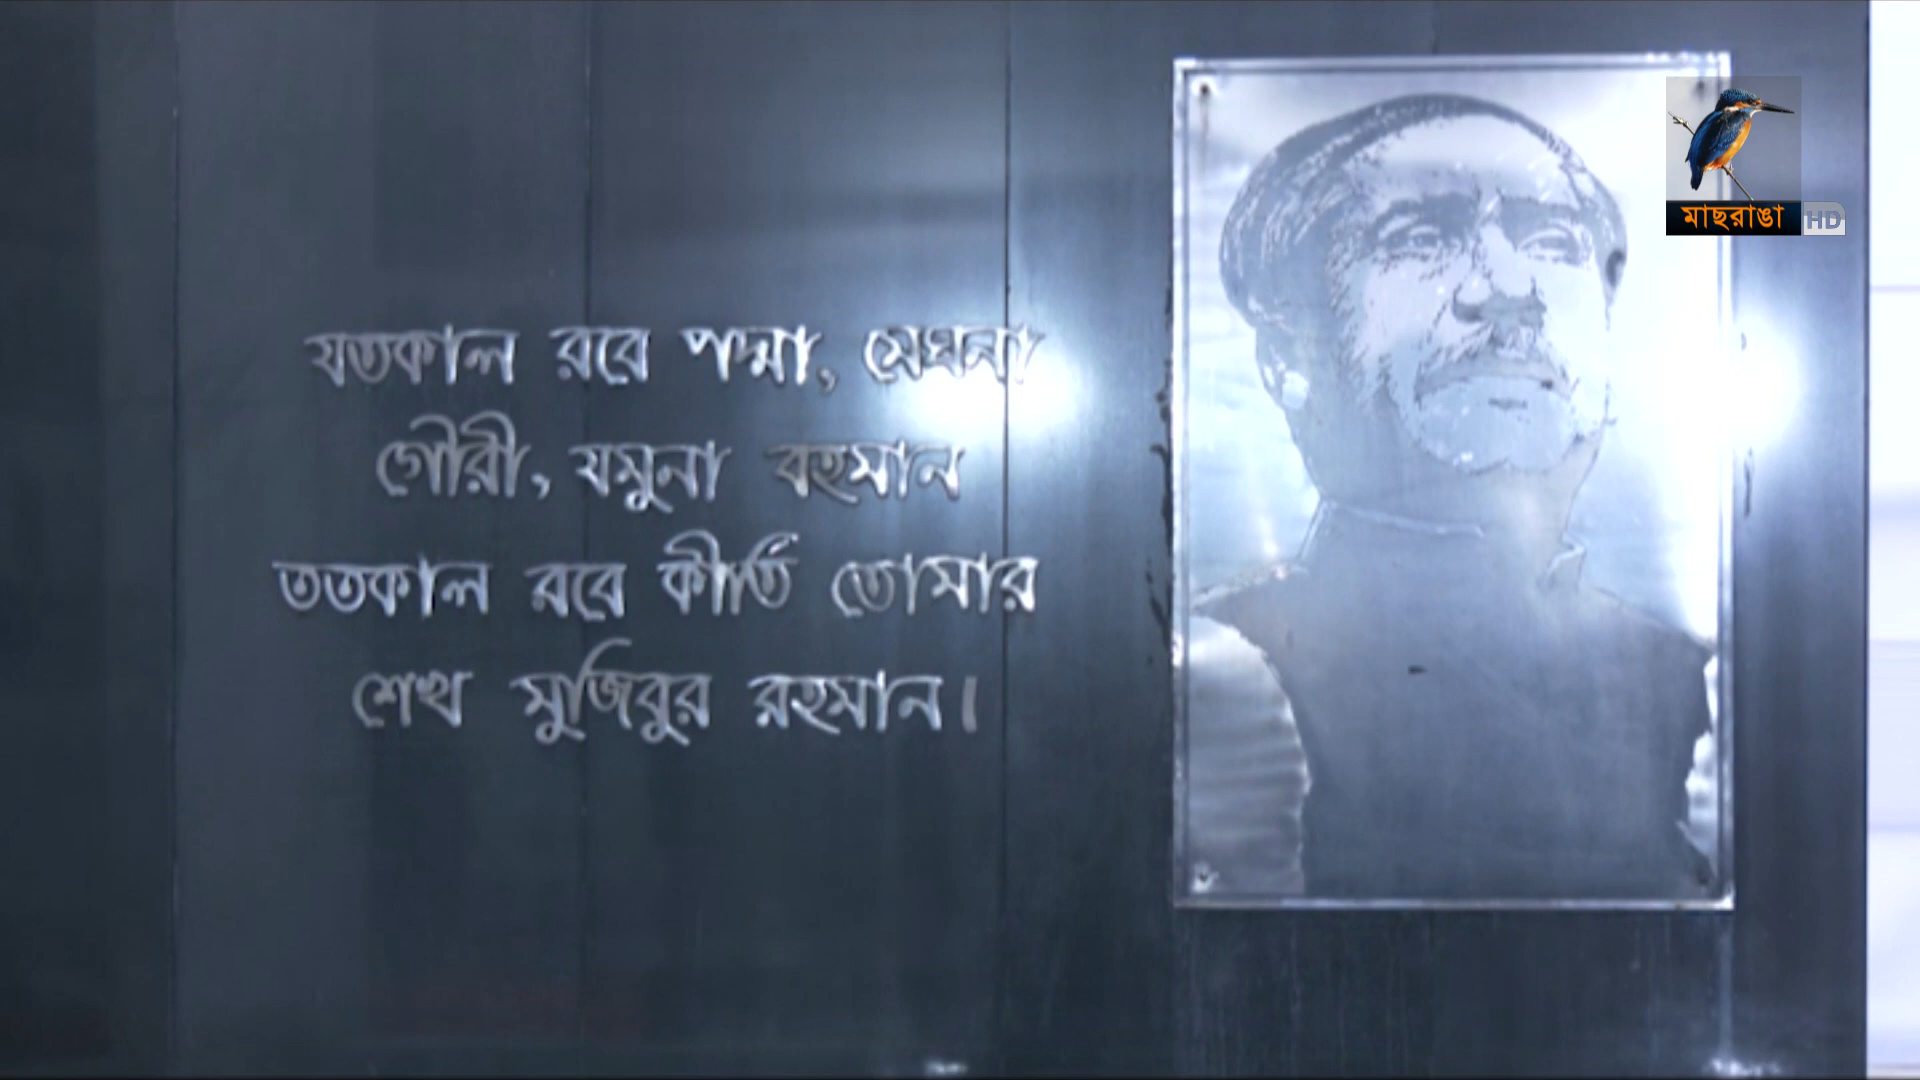 যতকাল রবে পদ্মা, মেঘনা
গৌরী, যমুনা বহমান
ততকাল রবে কীর্তি তোমার
শেখ মুজিবুর রহমান।
মাছরাঙা HD